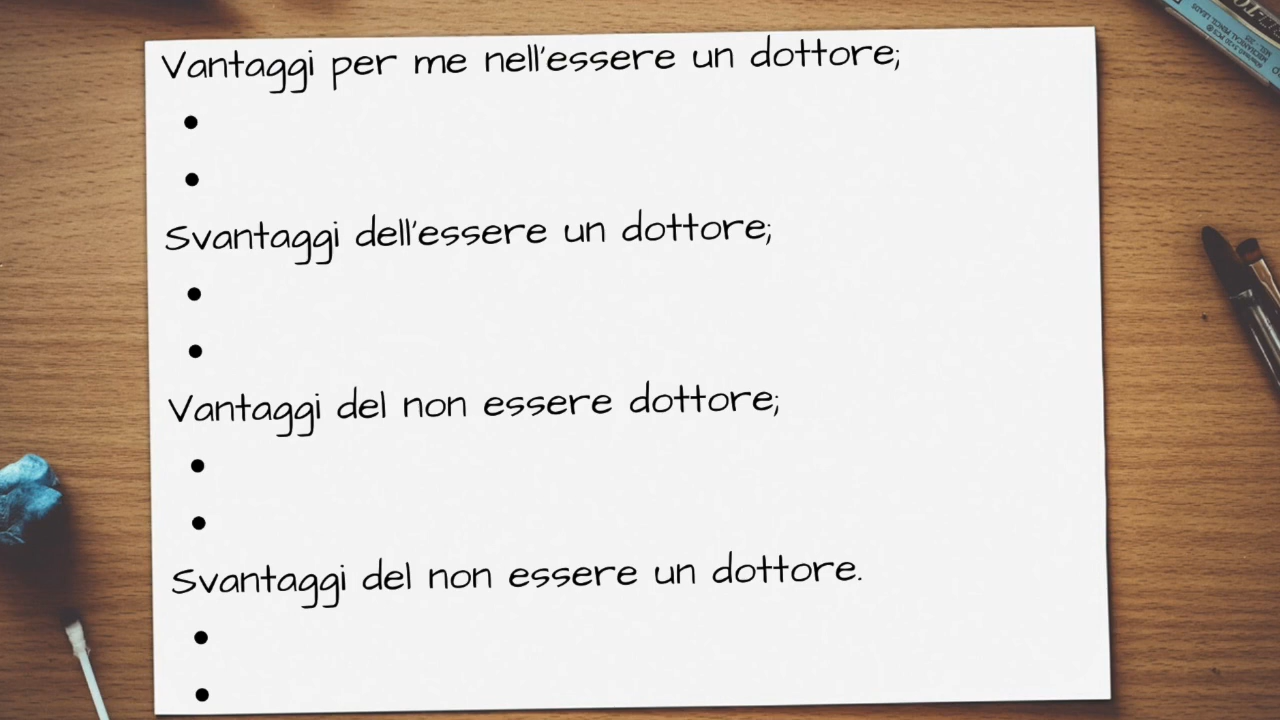 Vantaggi per me nell'essere un dottore;
•
•
Svantaggi dell'essere un dottore;
•
•
Vantaggi del non essere dottore;
•
•
Svantaggi del non essere un dottore.
•
•